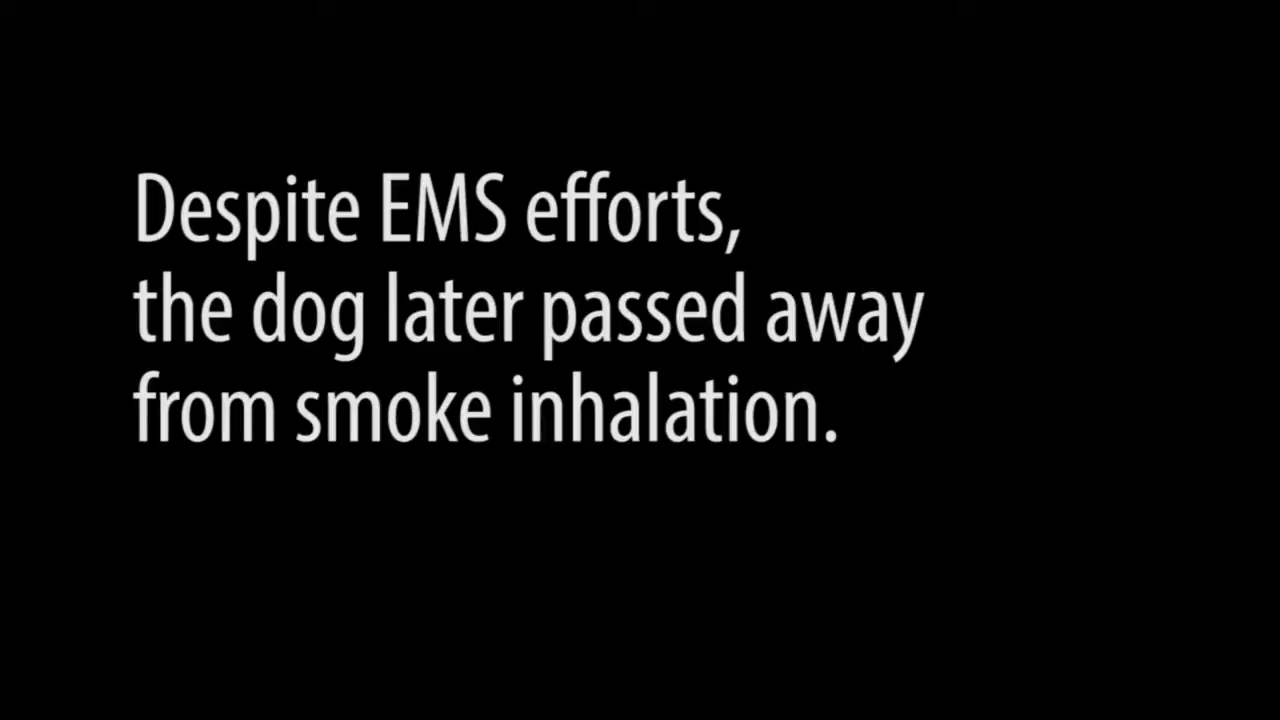 Despite EMS efforts,
the dog later passed away
from smoke inhalation.